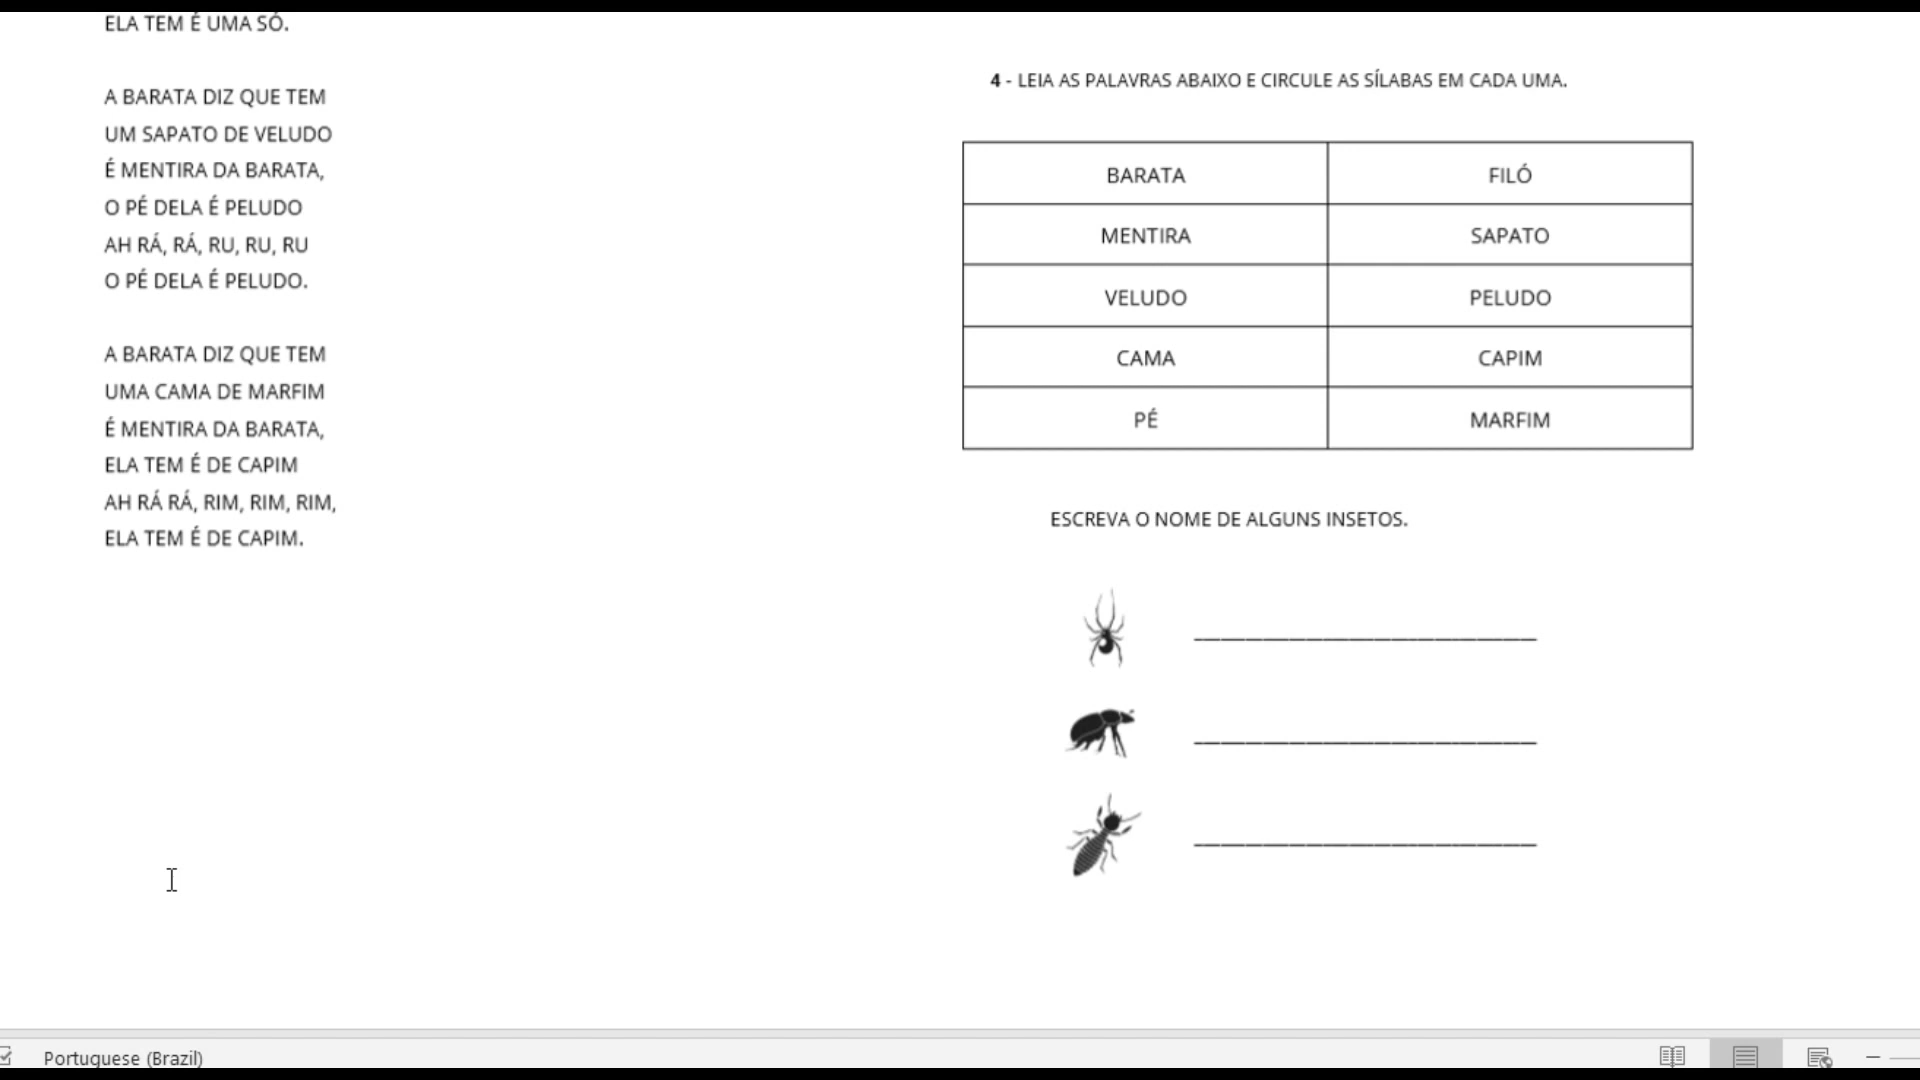 ELA TEM É UMA SÓ.
A BARATA DIZ QUE TEM
UM SAPATO DE VELUDO
É MENTIRA DA BARATA,
O PÉ DELA É PELUDO
AH RÁ, RÁ, RU, RU, RU
O PÉ DELA É PELUDO.
A BARATA DIZ QUE TEM
UMA CAMA DE MARFIM
É MENTIRA DA BARATA,
ELA TEM É DE CAPIM
AH RÁ RÁ, RIM, RIM, RIM,
ELA TEM É DE CAPIM.
4 - LEIA AS PALAVRAS ABAIXO E CIRCULE AS SÍLABAS EM CADA UMA.
BARATA FILÓ
MENTIRA SAPATO
VELUDO PELUDO
CAMA CAPIM
PÉ MARFIM
ESCREVA O NOME DE ALGUNS INSETOS.
Portuguese (Brazil)